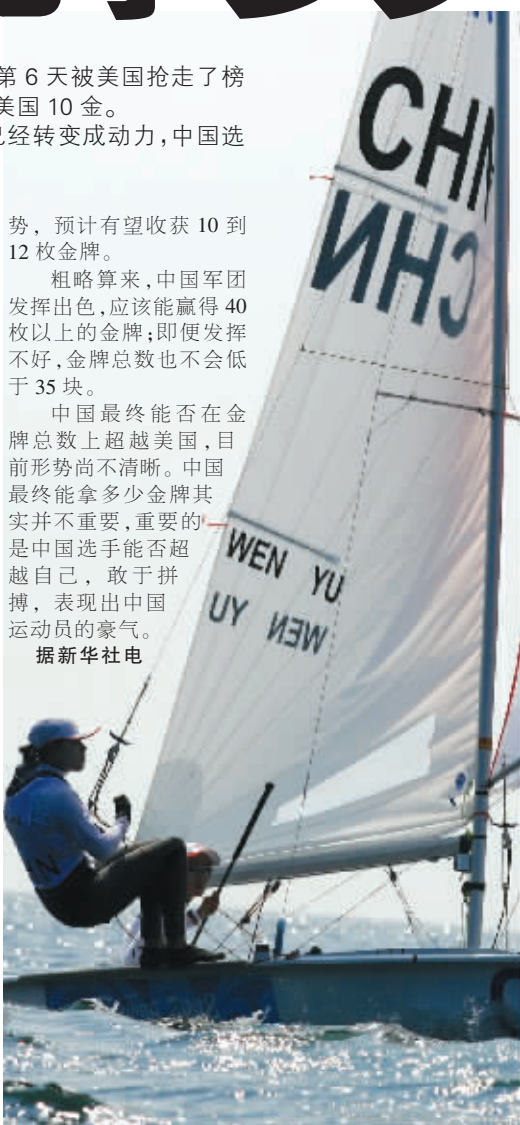 第 6 天被美国抢走了榜
美国 10 金。
已经转变成动力,中国选
势，预计有望收获 10 到
12 枚金牌。
粗略算来,中国军团
发挥出色,应该能赢得 40
枚以上的金牌;即便发挥
不好,金牌总数也不会低
于 35 块。
中国最终能否在金
牌总数上超越美国,目
前形势尚不清晰。中国
最终能拿多少金牌其
实并不重要,重要的
是中国选手能否超
越自己，敢于拼
搏，表现出中国
运动员的豪气。
据新华社电
CHN
CHN
WEN YU
WEN YU